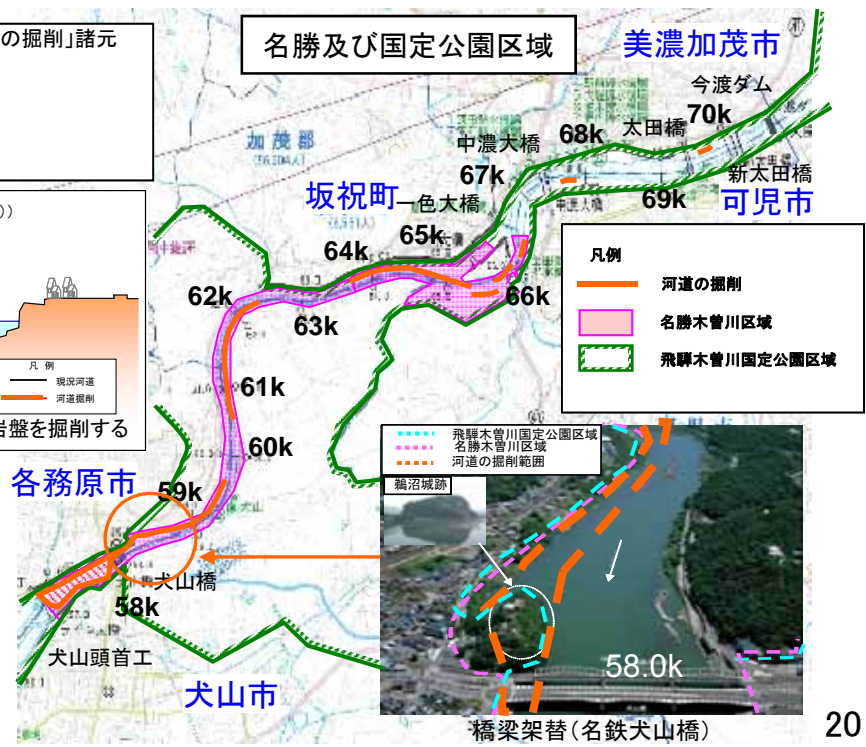 の掘削」諸元
名勝及び国定公園区域
美濃加茂市
今渡ダム
70k
太田橋
68k
中濃大橋
加茂郡
67k
新太田橋
69k
可児市
坂祝町
一色大橋
65k
64k
66k
62k
63k
61k
60k
凡例
河道の掘削
名勝木曽川区域
飛騨木曽川国定公園区域
凡 例
現況河道
河道掘削
岩盤を掘削する
各務原市
59k
犬山橋
58k
犬山頭首工
犬山市
飛騨木曽川国定公園区域
名勝木曽川区域
河道の掘削範囲
鵜沼城跡
58.0k
橋梁架替(名鉄犬山橋)
20